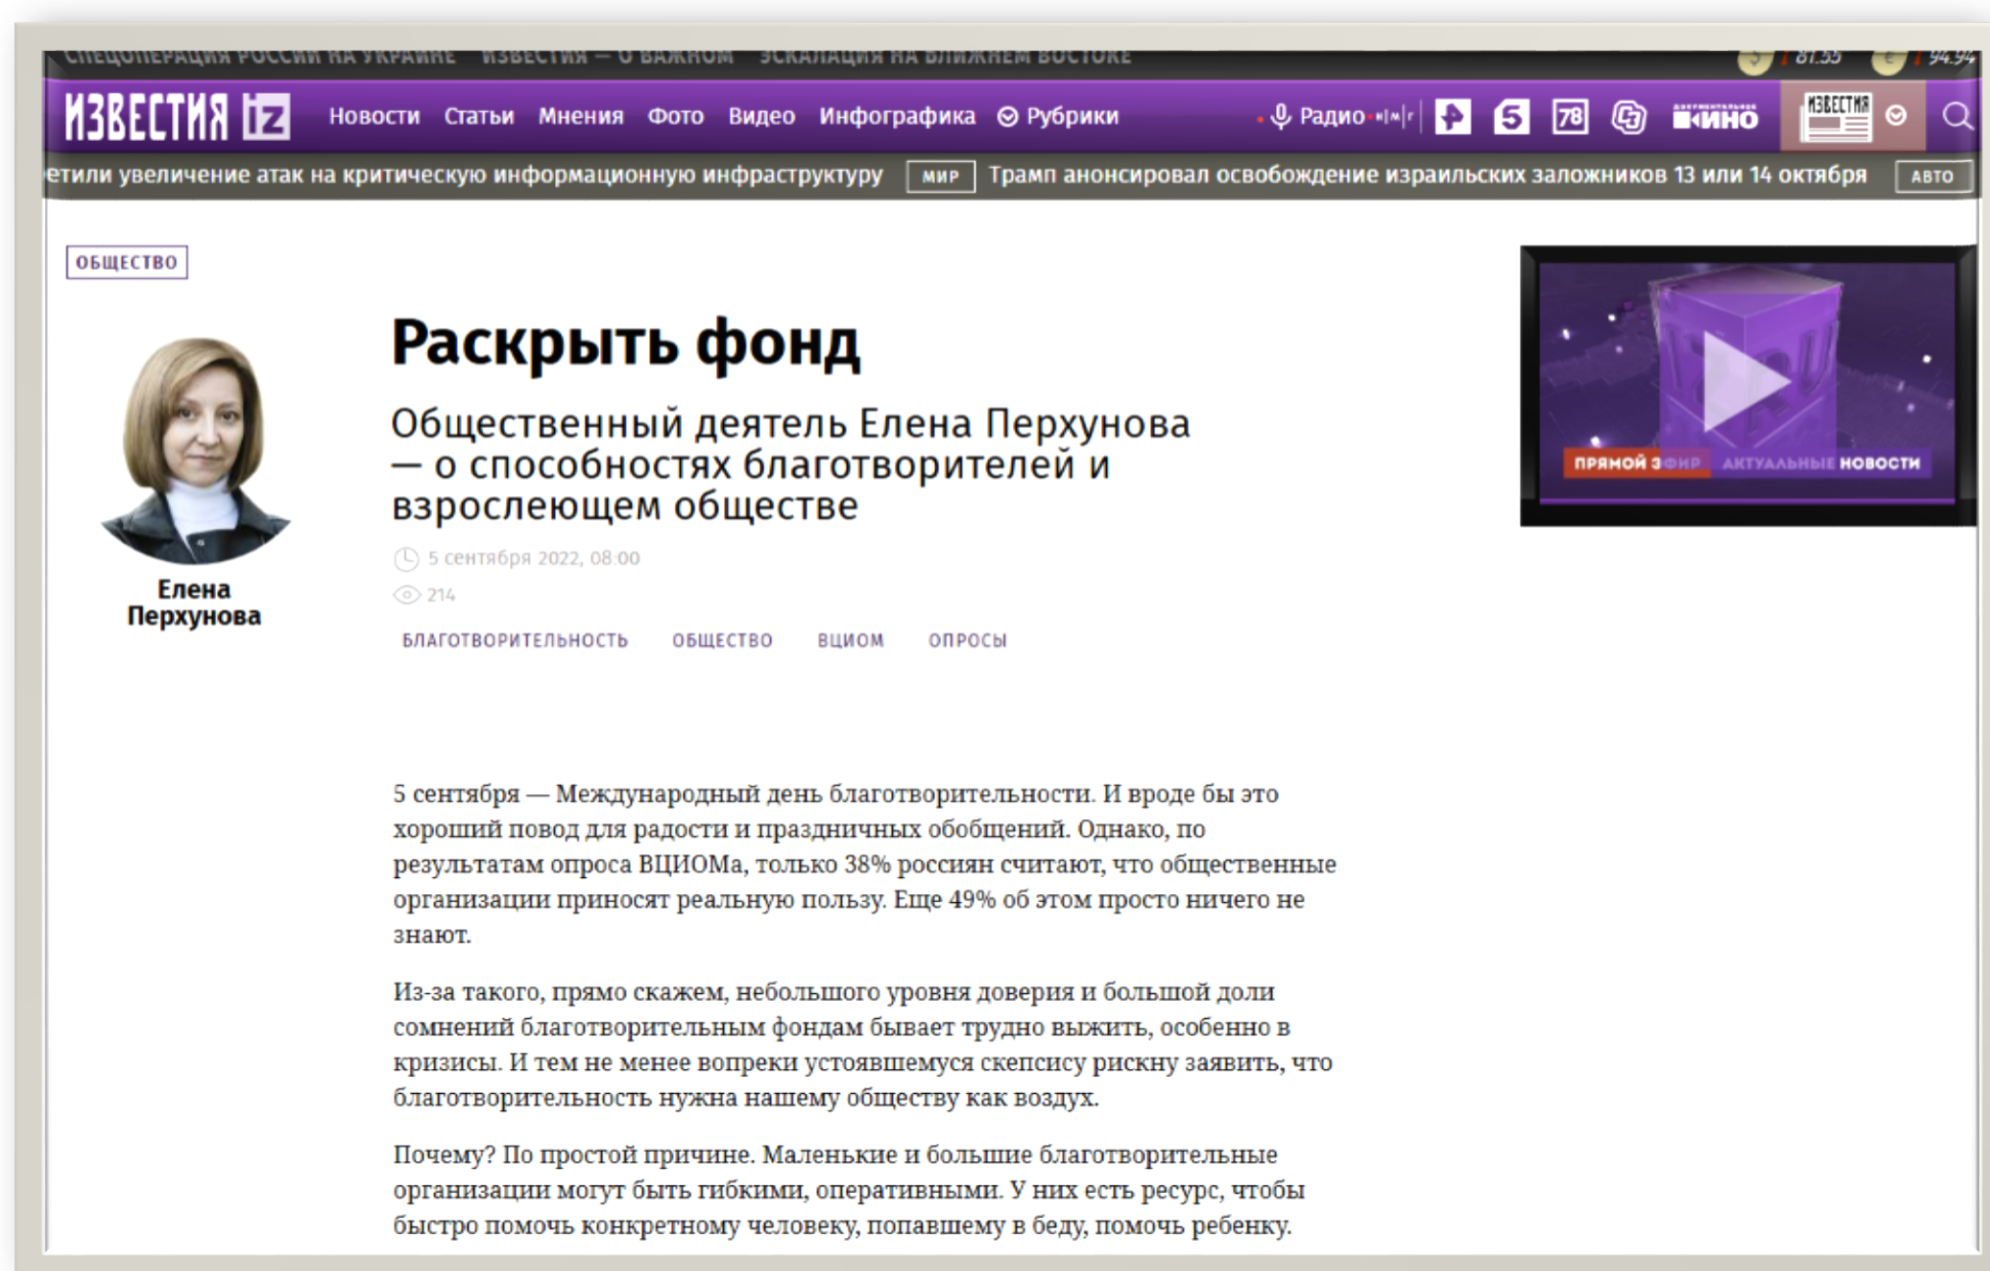 СПЕЦОПЕРАЦИЯ РОССИИ НА УКРАИНЕ ИЗВЕСТИЯ — О ВАЖНОМ ЭСКАЛАЦИЯ НА БЛИЖНЕМ ВОСТОКЕ $ 81.55 € 94.94
ИЗВЕСТИЯ iz Новости Статьи Мнения Фото Видео Инфографика Рубрики Радио 5 78 ДОКУМЕНТАЛЬНОЕ КИНО ИЗВЕСТИЯ
етили увеличение атак на критическую информационную инфраструктуру МИР Трамп анонсировал освобождение израильских заложников 13 или 14 октября АВТО
ОБЩЕСТВО
Елена
Перхунова
Раскрыть фонд
Общественный деятель Елена Перхунова
— о способностях благотворителей и
взрослеющем обществе
5 сентября 2022, 08:00
214
БЛАГОТВОРИТЕЛЬНОСТЬ ОБЩЕСТВО ВЦИОМ ОПРОСЫ
ПРЯМОЙ ЭФИР АКТУАЛЬНЫЕ НОВОСТИ
5 сентября — Международный день благотворительности. И вроде бы это
хороший повод для радости и праздничных обобщений. Однако, по
результатам опроса ВЦИОМа, только 38% россиян считают, что общественные
организации приносят реальную пользу. Еще 49% об этом просто ничего не
знают.
Из-за такого, прямо скажем, небольшого уровня доверия и большой доли
сомнений благотворительным фондам бывает трудно выжить, особенно в
кризисы. И тем не менее вопреки устоявшемуся скепсису рискну заявить, что
благотворительность нужна нашему обществу как воздух.
Почему? По простой причине. Маленькие и большие благотворительные
организации могут быть гибкими, оперативными. У них есть ресурс, чтобы
быстро помочь конкретному человеку, попавшему в беду, помочь ребенку.